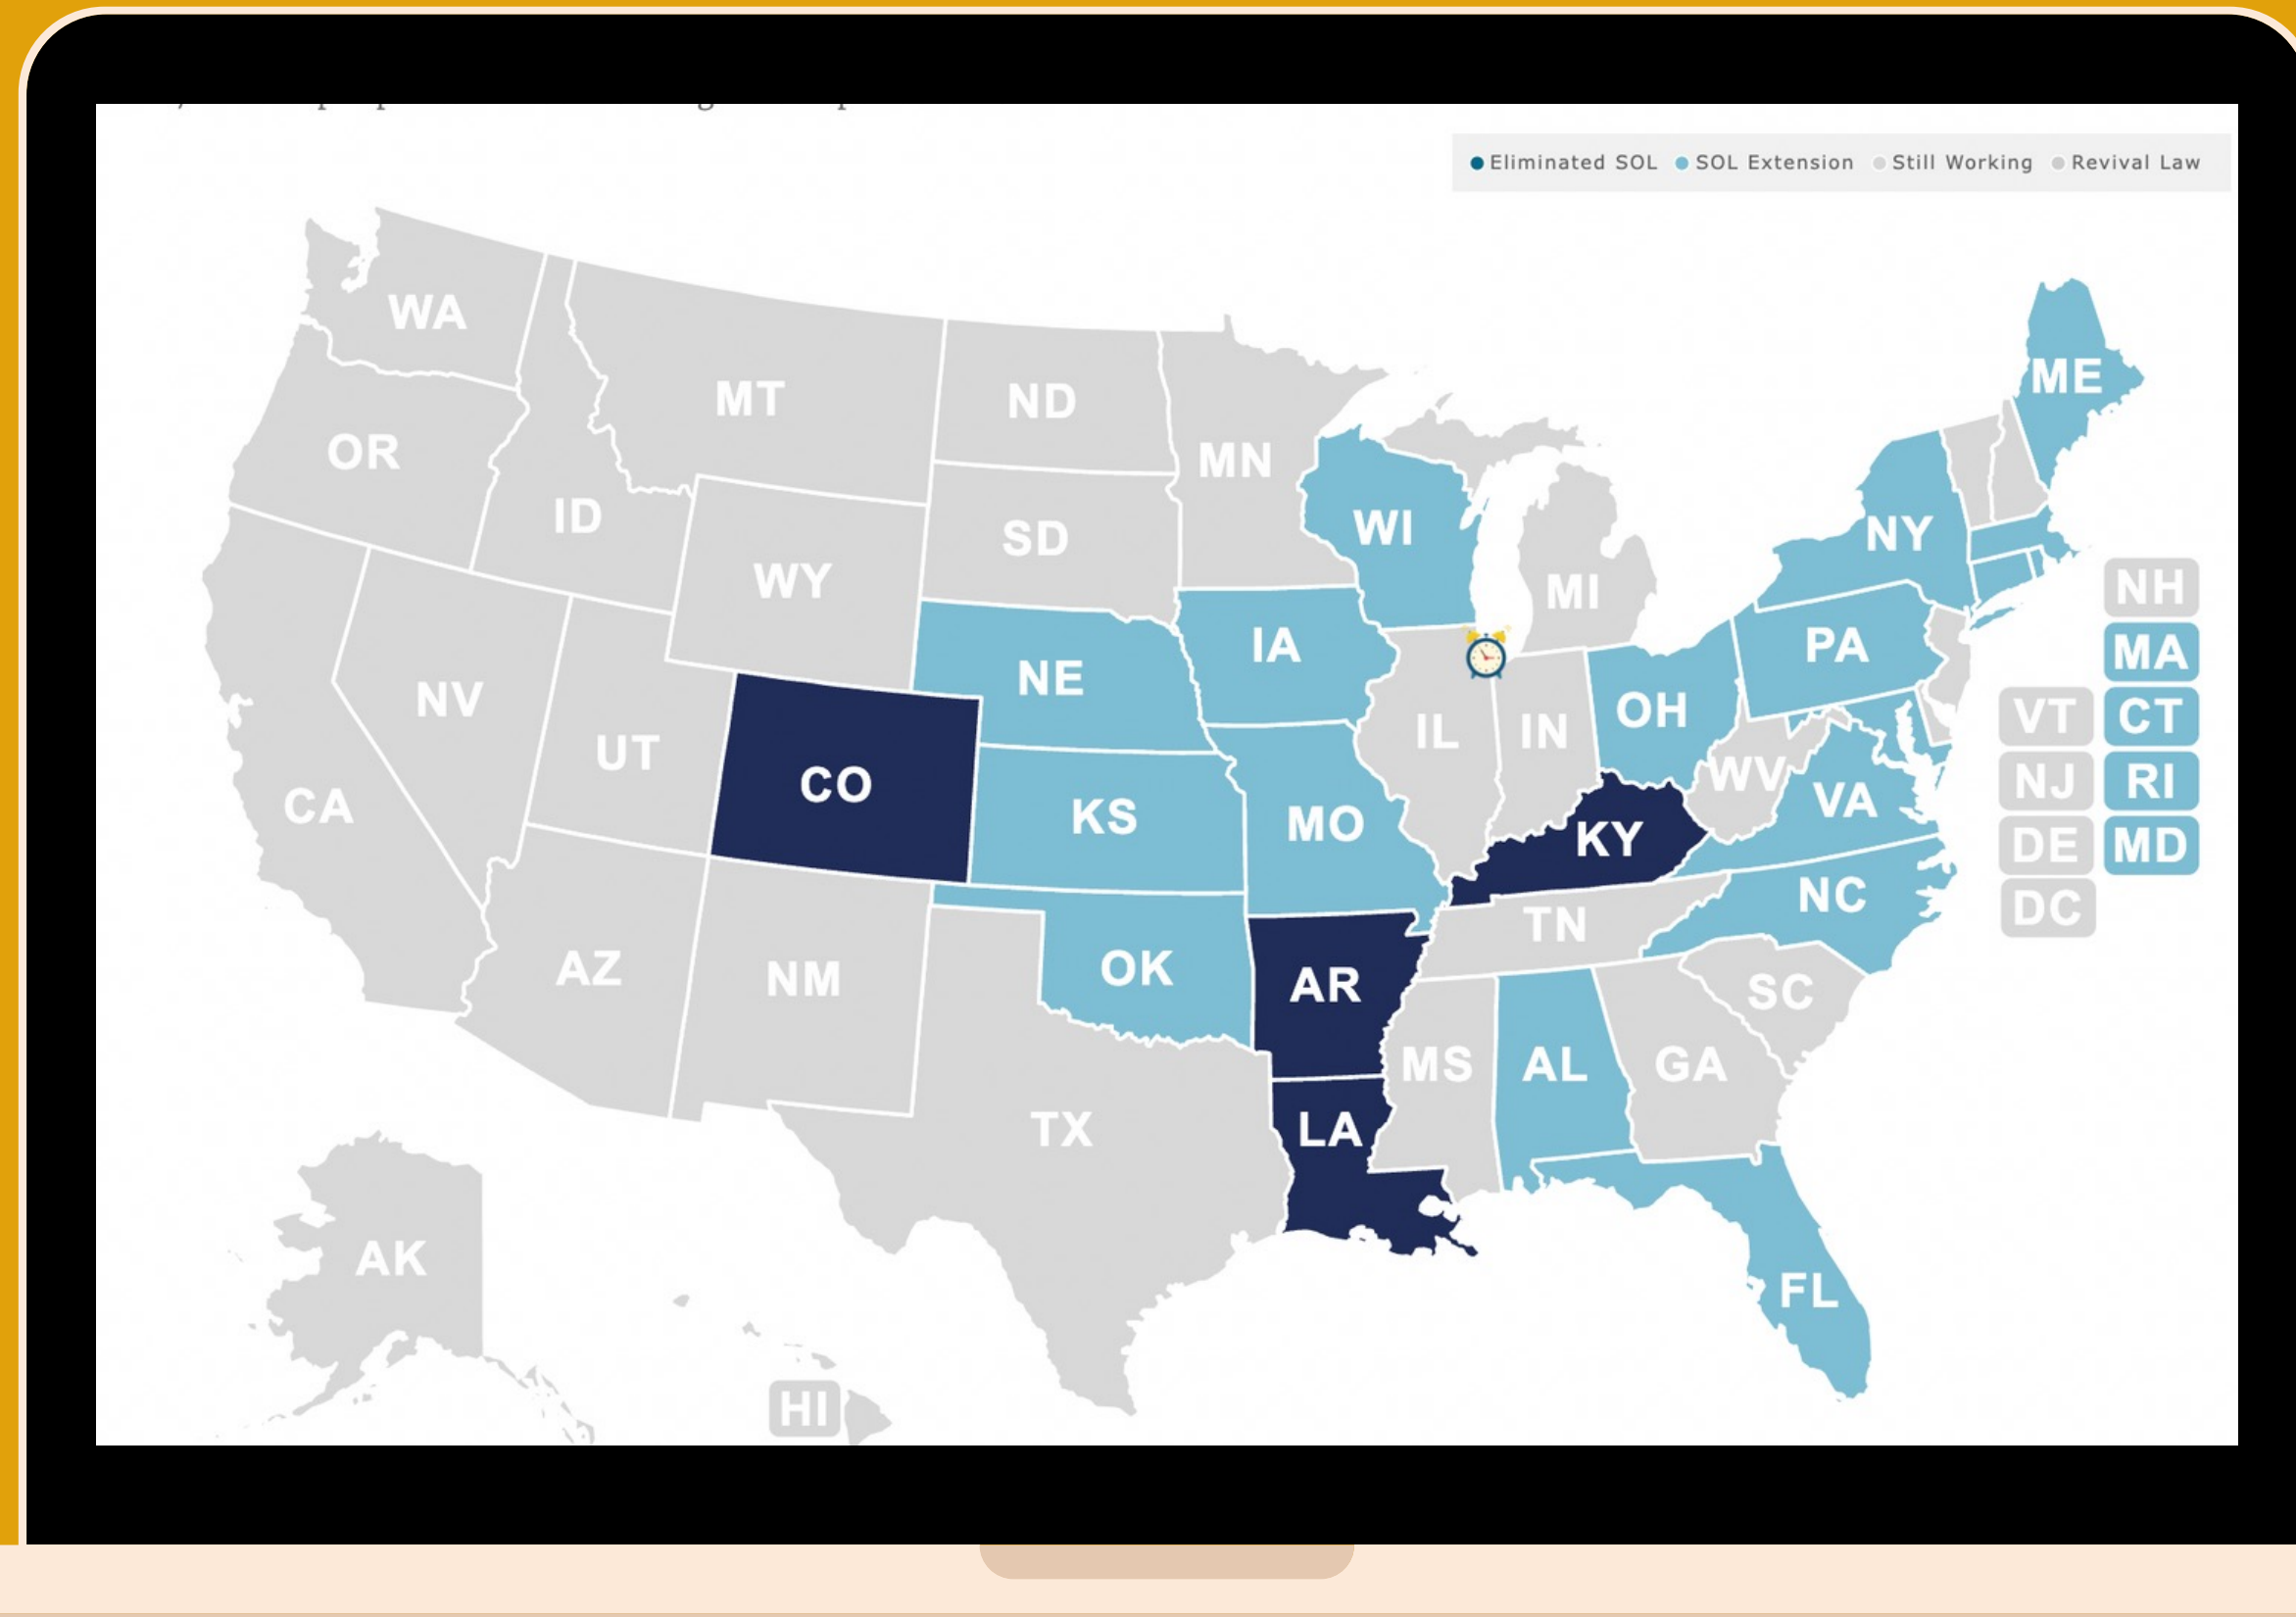 Eliminated SOL SOL Extension Still Working Revival Law
WA
MT
ND
MN
ME
OR
ID
SD
WI
NY
WY
MI
NH
IA
PA
MA
NE
NV
UT
CO
IL
IN
OH
VT
CT
CA
KS
MO
KY
WV
VA
NJ
RI
DE
MD
NC
DC
TN
AZ
NM
OK
AR
SC
MS
AL
GA
TX
LA
AK
FL
HI